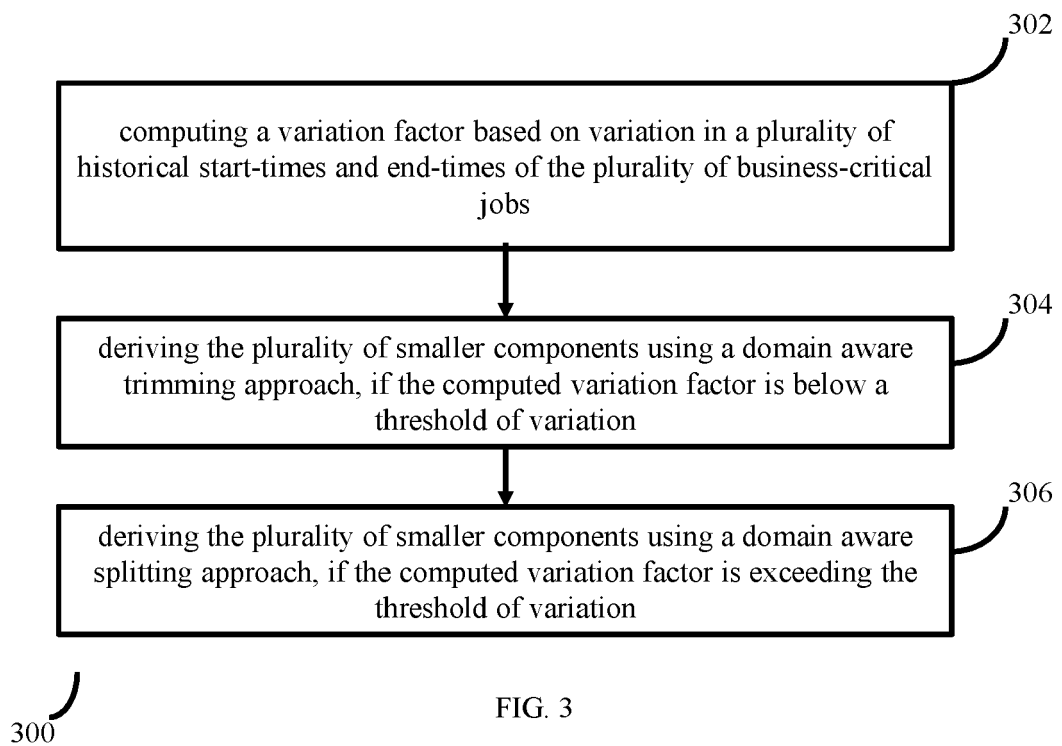 302
computing a variation factor based on variation in a plurality of
historical start-times and end-times of the plurality of business-critical
jobs
304
deriving the plurality of smaller components using a domain aware
trimming approach, if the computed variation factor is below a
threshold of variation
306
deriving the plurality of smaller components using a domain aware
splitting approach, if the computed variation factor is exceeding the
threshold of variation
FIG. 3
300